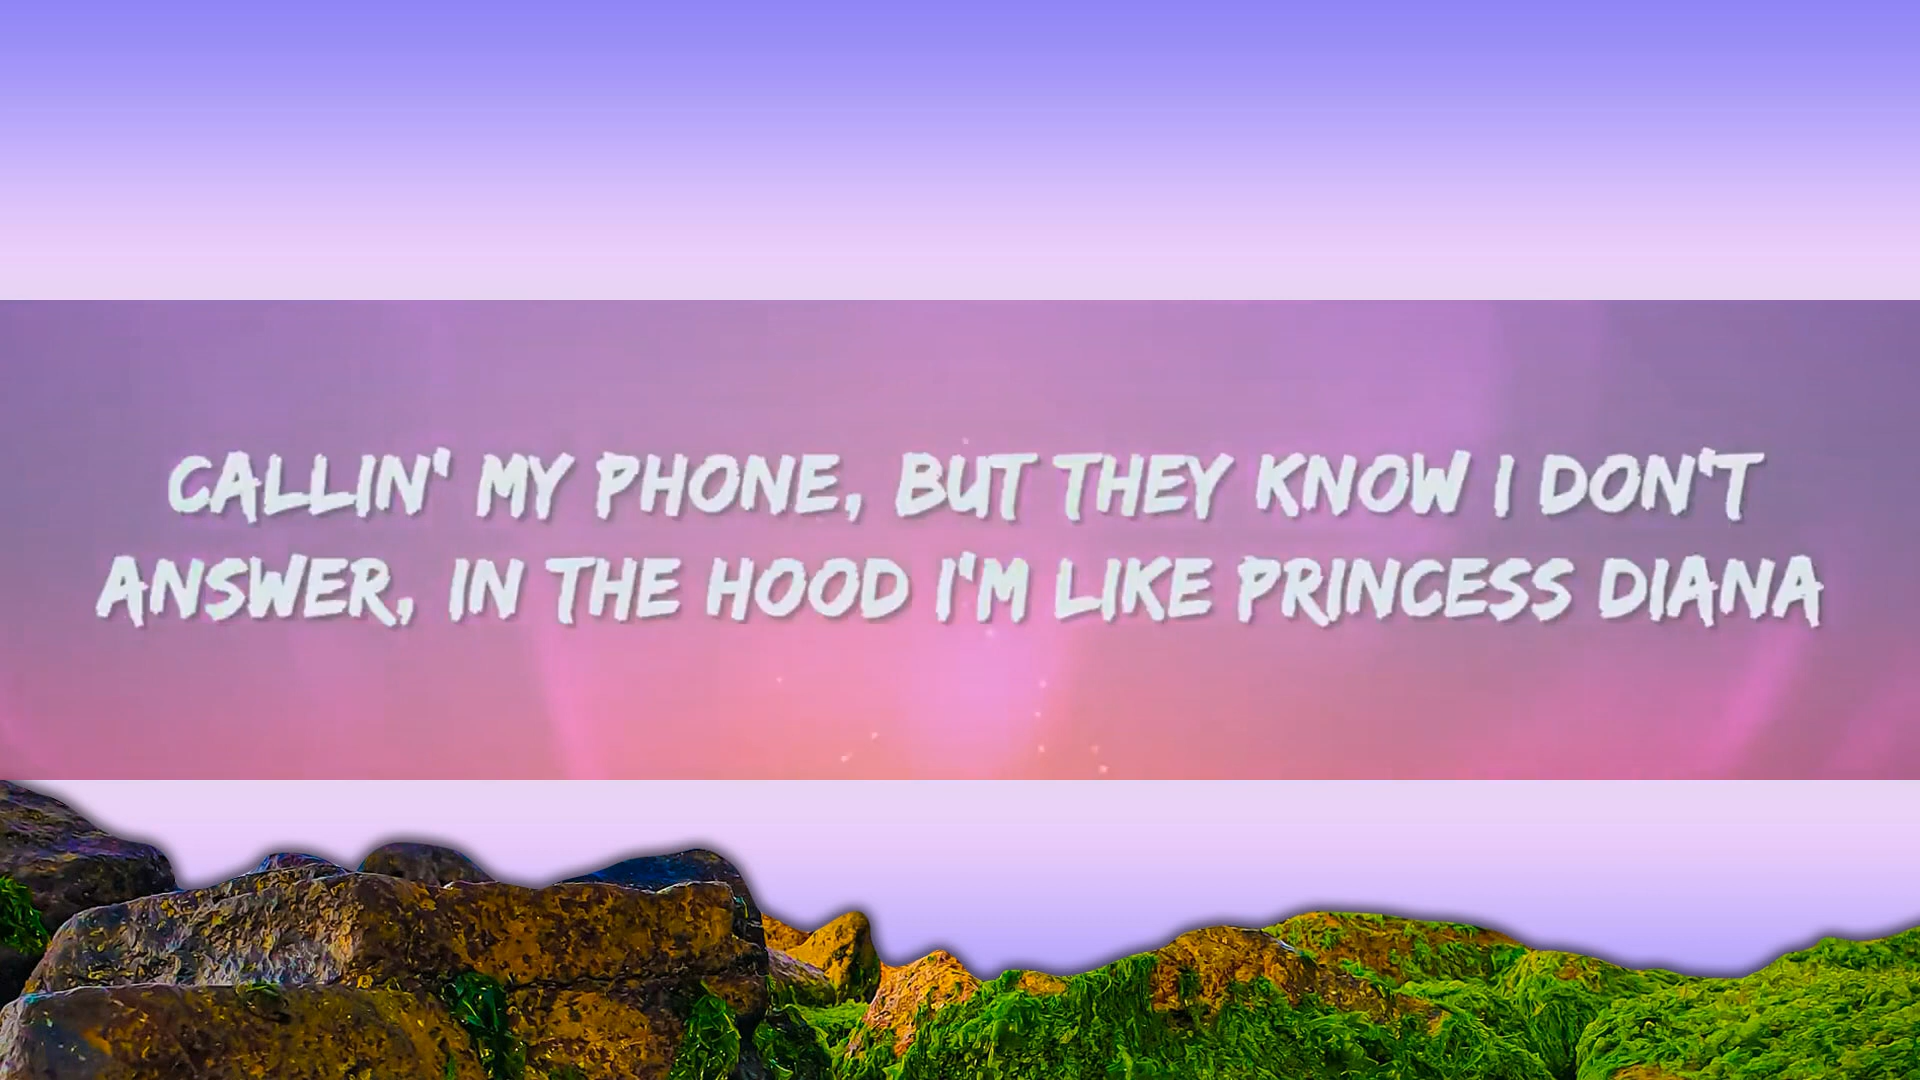 CALLIN' MY PHONE, BUT THEY KNOW I DON'T
ANSWER, IN THE HOOD I'M LIKE PRINCESS DIANA